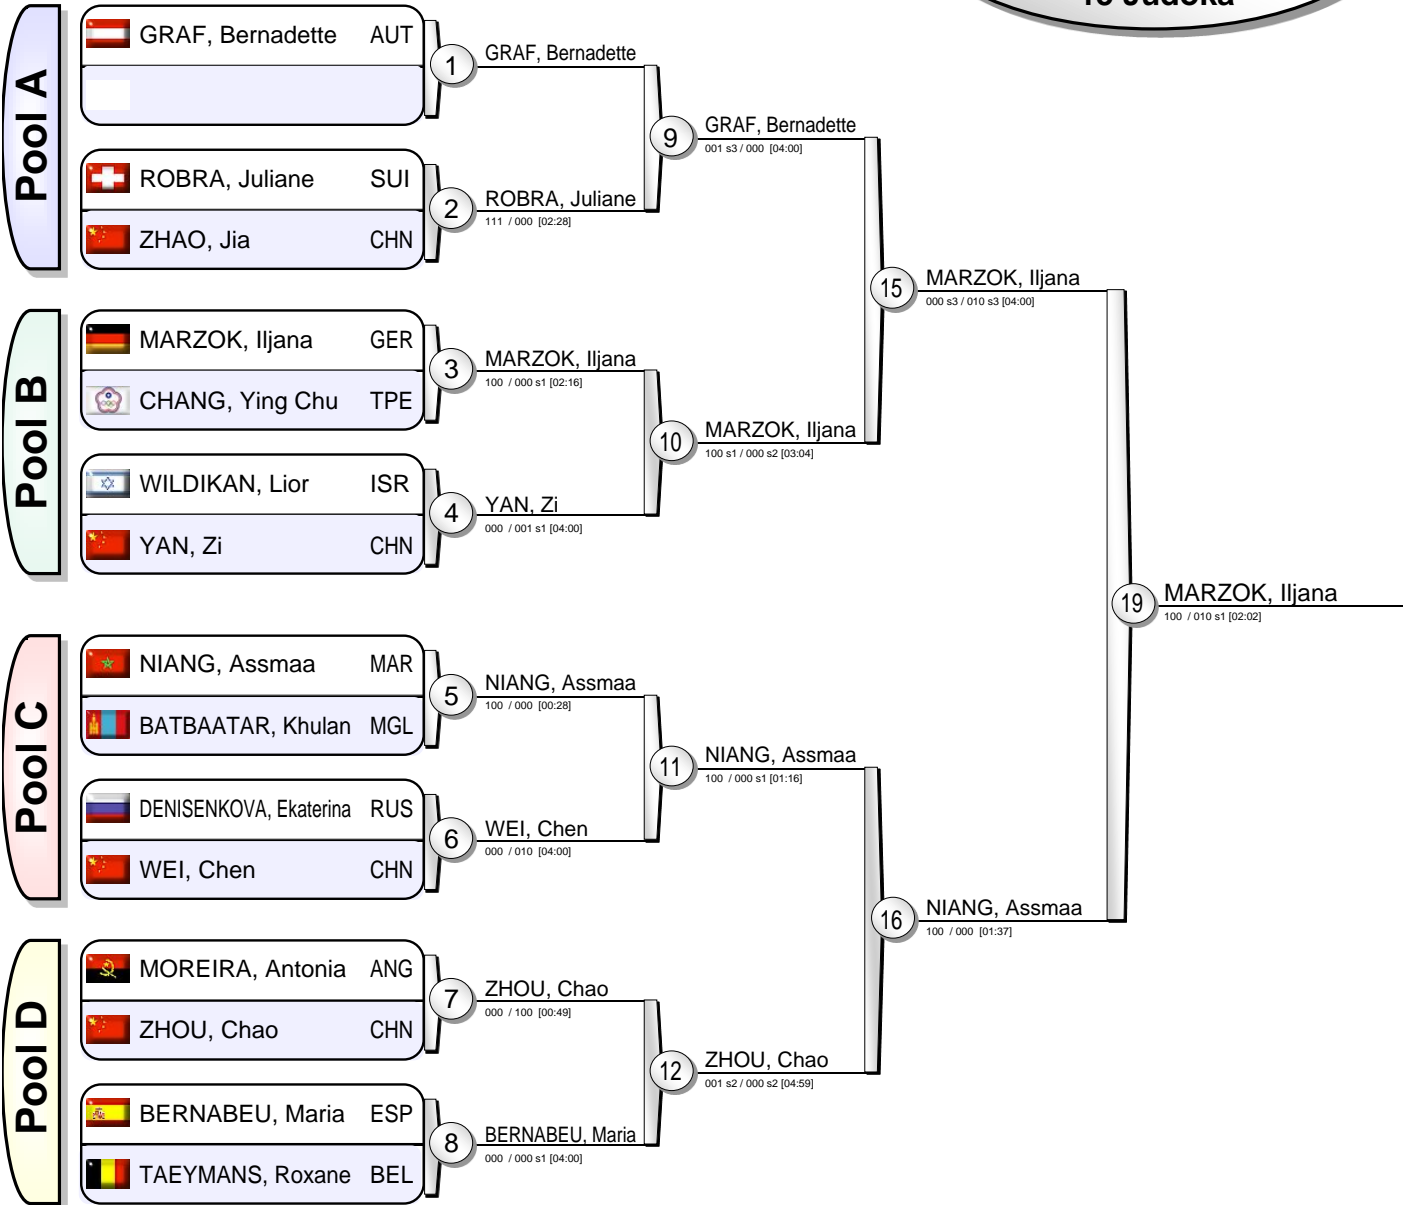 Pool A
GRAF, Bernadette AUT
ROBRA, Juliane SUI
ZHAO, Jia CHN
Pool B
MARZOK, Iljana GER
CHANG, Ying Chu TPE
WILDIKAN, Lior ISR
YAN, Zi CHN
Pool C
NIANG, Assmaa MAR
BATBAATAR, Khulan MGL
DENISENKOVA, Ekaterina RUS
WEI, Chen CHN
Pool D
MOREIRA, Antonia ANG
ZHOU, Chao CHN
BERNABEU, Maria ESP
TAEYMANS, Roxane BEL
1
GRAF, Bernadette
2
ROBRA, Juliane
111 / 000 [02:28]
3
MARZOK, Iljana
100 / 000 s1 [02:16]
4
YAN, Zi
000 / 001 s1 [04:00]
5
NIANG, Assmaa
100 / 000 [00:28]
6
WEI, Chen
000 / 010 [04:00]
7
ZHOU, Chao
000 / 100 [00:49]
8
BERNABEU, Maria
000 / 000 s1 [04:00]
9
GRAF, Bernadette
001 s3 / 000 [04:00]
10
MARZOK, Iljana
100 s1 / 000 s2 [03:04]
11
NIANG, Assmaa
100 / 000 s1 [01:16]
12
ZHOU, Chao
001 s2 / 000 s2 [04:59]
15
MARZOK, Iljana
000 s3 / 010 s3 [04:00]
16
NIANG, Assmaa
100 / 000 [01:37]
19
MARZOK, Iljana
100 / 010 s1 [02:02]